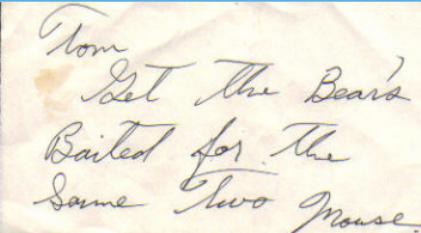 Tom
Get the Bear's
Baited for the
Same Two Mouse.